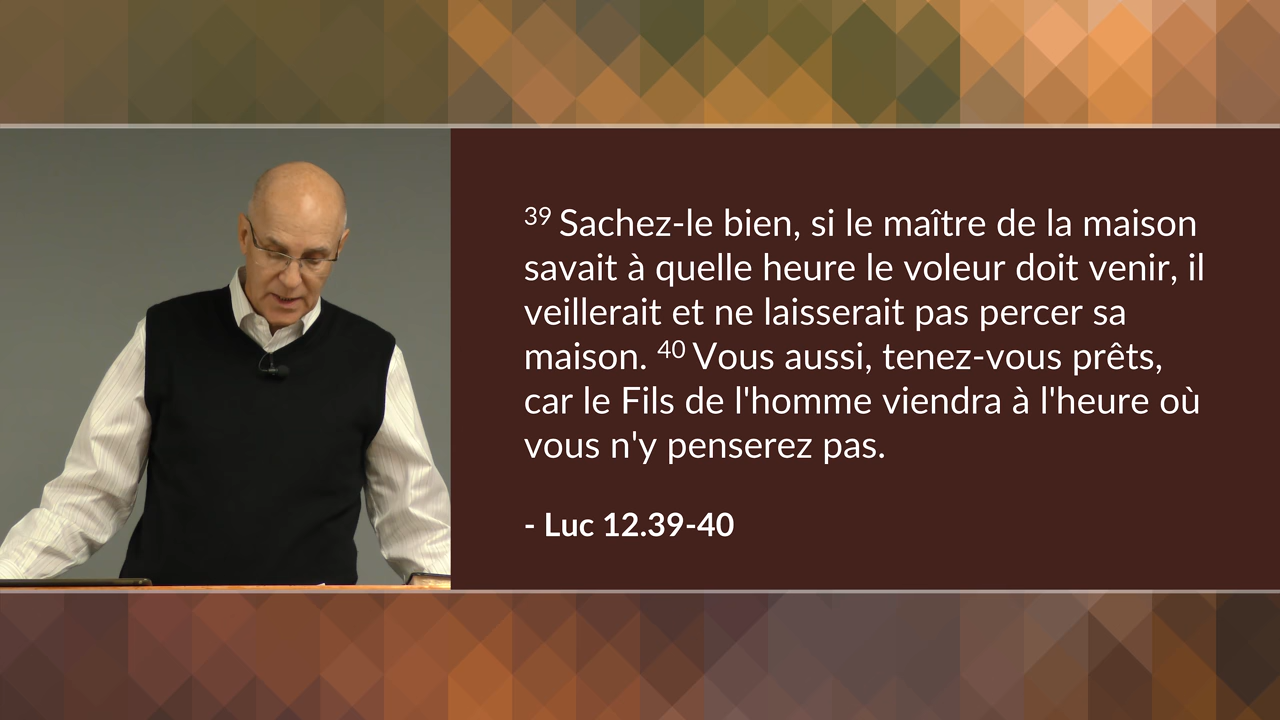 39 Sachez-le bien, si le maître de la maison
savait à quelle heure le voleur doit venir, il
veillerait et ne laisserait pas percer sa
maison. 40 Vous aussi, tenez-vous prêts,
car le Fils de l'homme viendra à l'heure où
vous n'y penserez pas.
- Luc 12.39-40